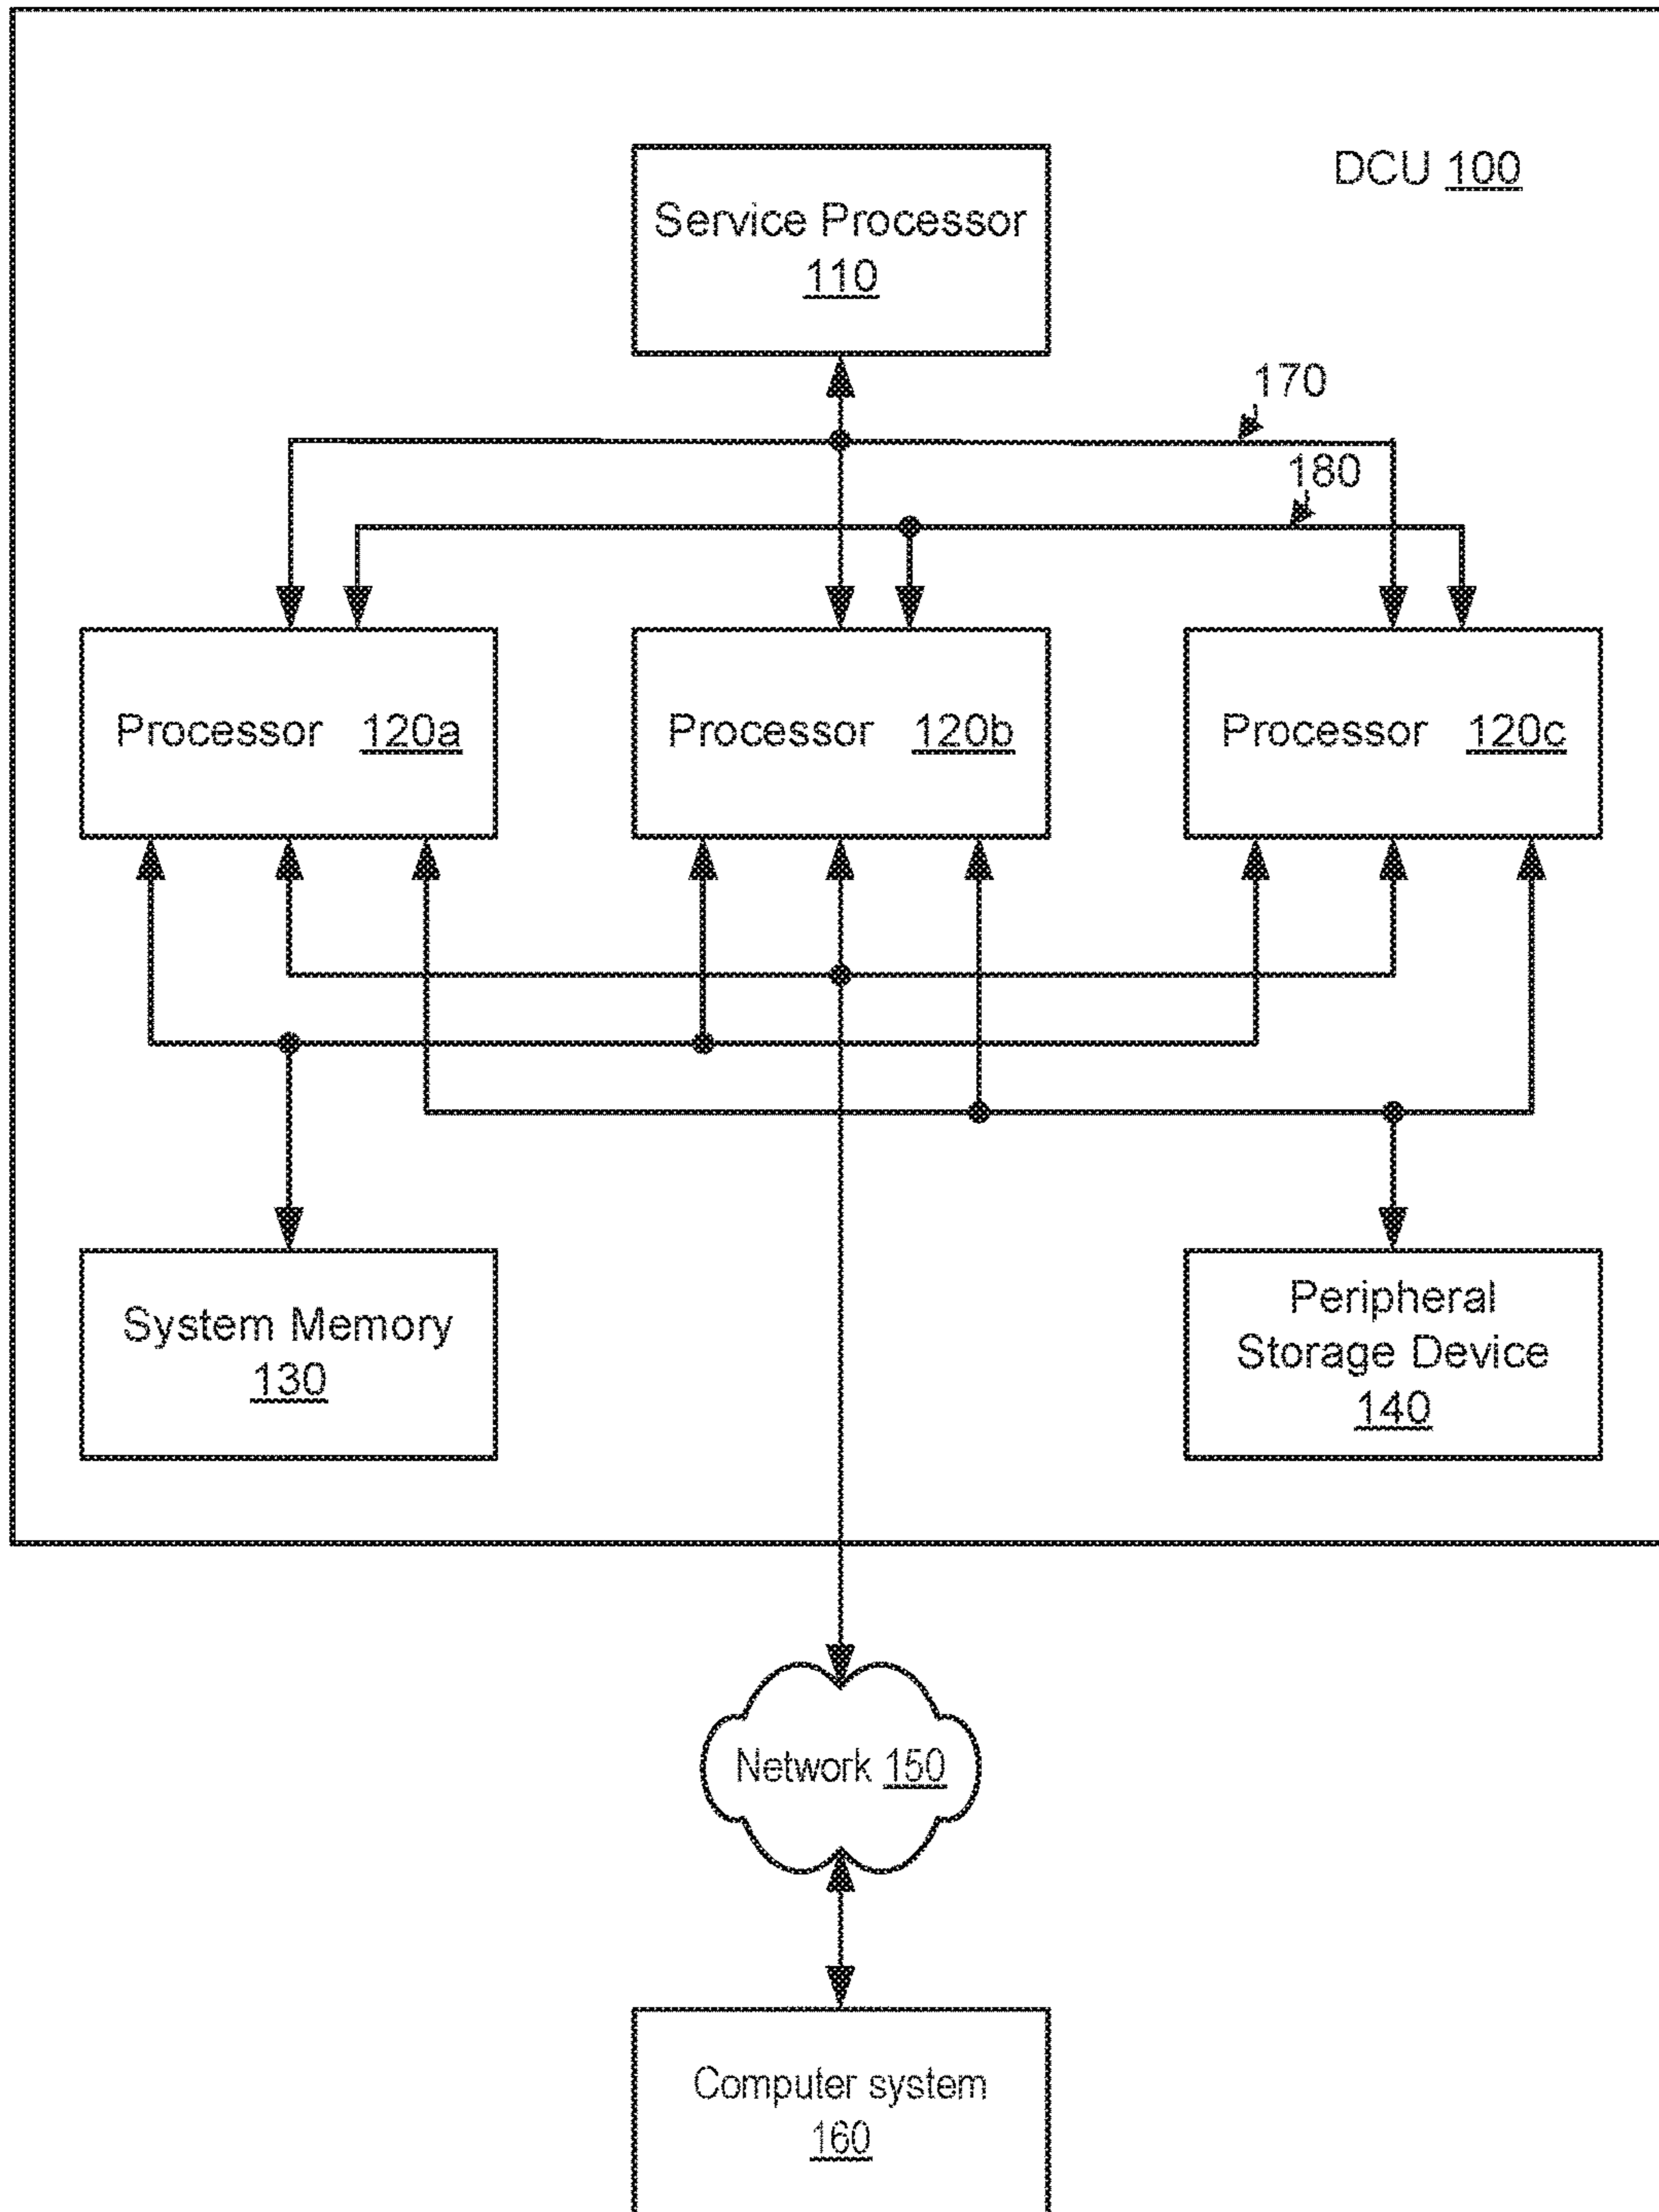 DCU 100
Service Processor
110
170
180
Processor 120a
Processor 120b
Processor 120c
System Memory
130
Peripheral
Storage Device
140
Network 150
Computer system
160